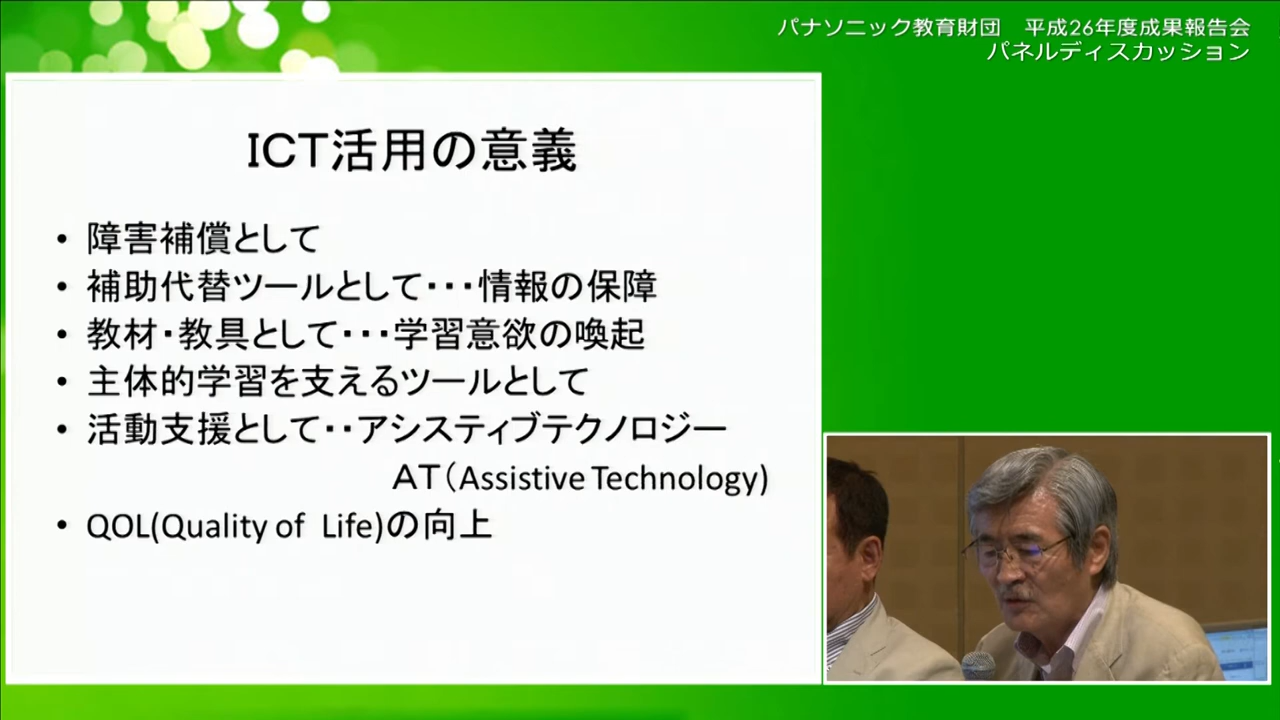 パナソニック教育財団　平成26年度成果報告会
パネルディスカッション
ＩＣＴ活用の意義
• 障害補償として
• 補助代替ツールとして・・・情報の保障
• 教材・教具として・・・学習意欲の喚起
• 主体的学習を支えるツールとして
• 活動支援として・・アシスティブテクノロジー
ＡＴ（Assistive Technology)
• QOL(Quality of Life)の向上